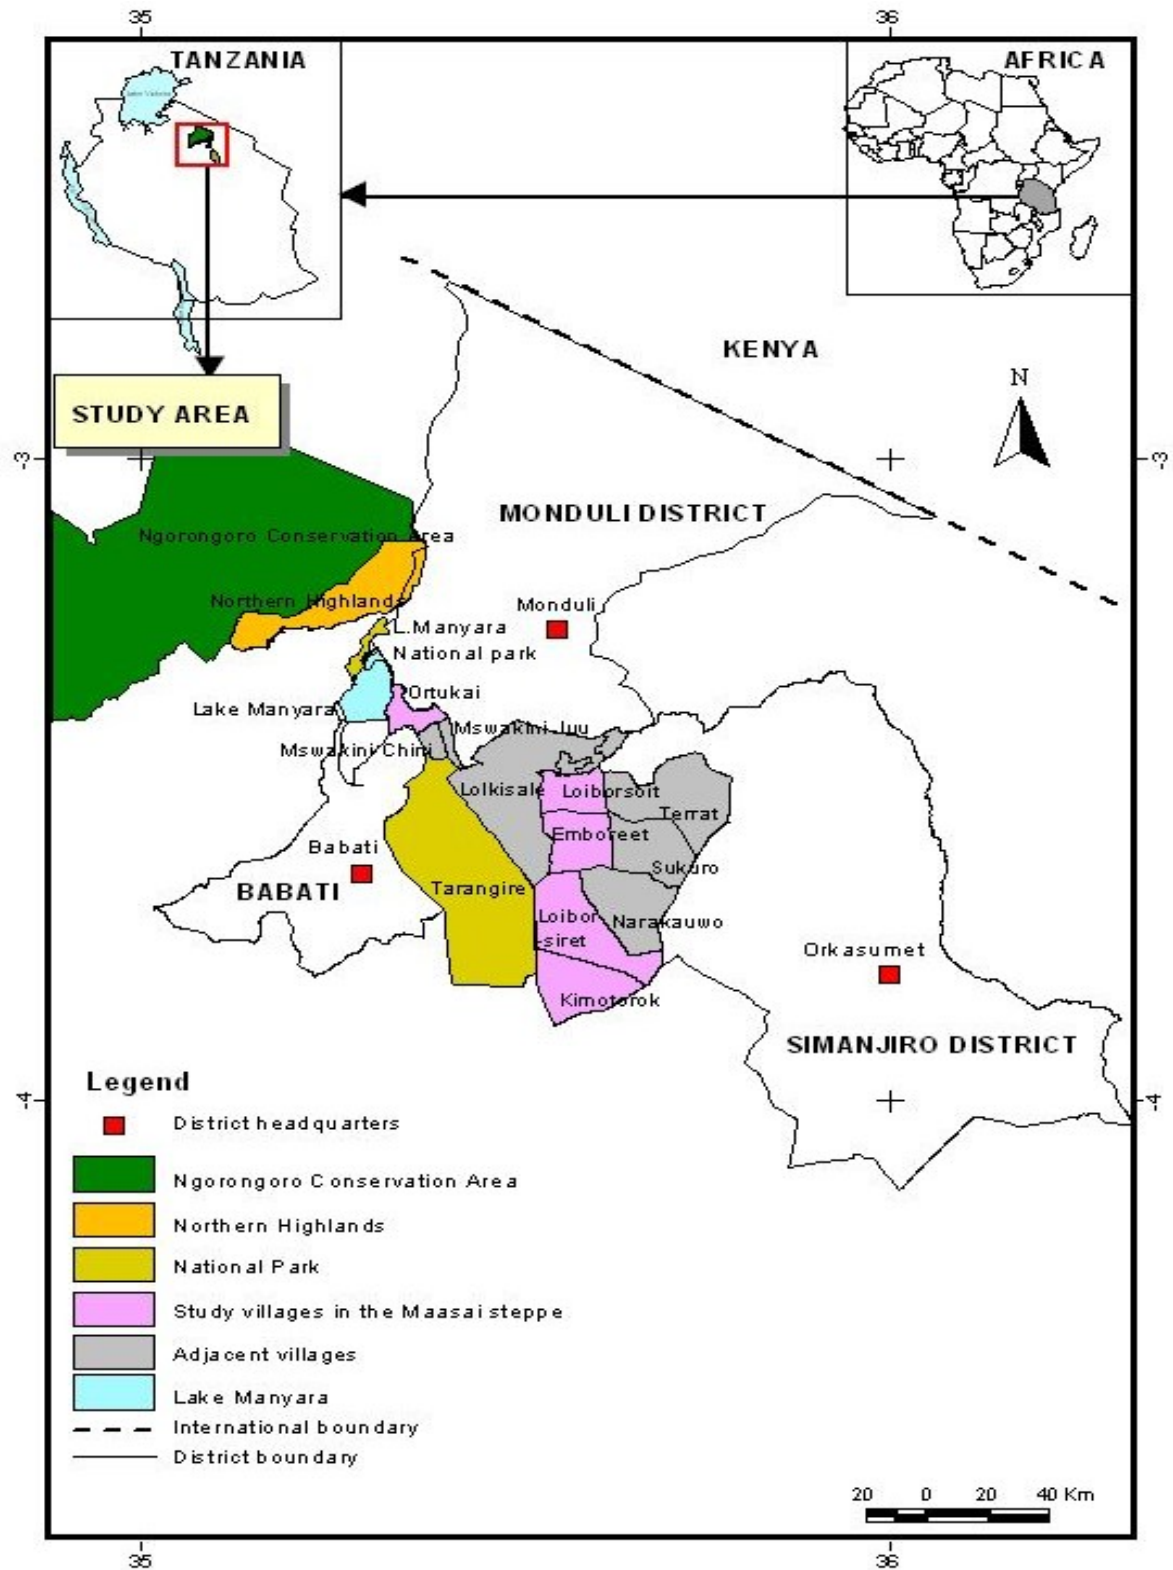 35
36
TANZANIA
AFRICA
Lake Victoria
KENYA
N
STUDY AREA
-3
-3
MONDULI DISTRICT
Ngorongoro Conservation Area
Northern Highlands
Monduli
L.Manyara
National park
Ortukai
Lake Manyara
Mswakini Juu
Mswakini Chini
Lolkisale
Loiborsoit
Terrat
Emboreet
Babati
Sukuro
BABATI
Tarangire
Loibor
-siret
Narakauwo
Orkasumet
Kimotorok
SIMANJIRO DISTRICT
Legend
-4
-4
District headquarters
Ngorongoro Conservation Area
Northern Highlands
National Park
Study villages in the Maasai steppe
Adjacent villages
Lake Manyara
International boundary
District boundary
20 0 20 40 Km
35
36